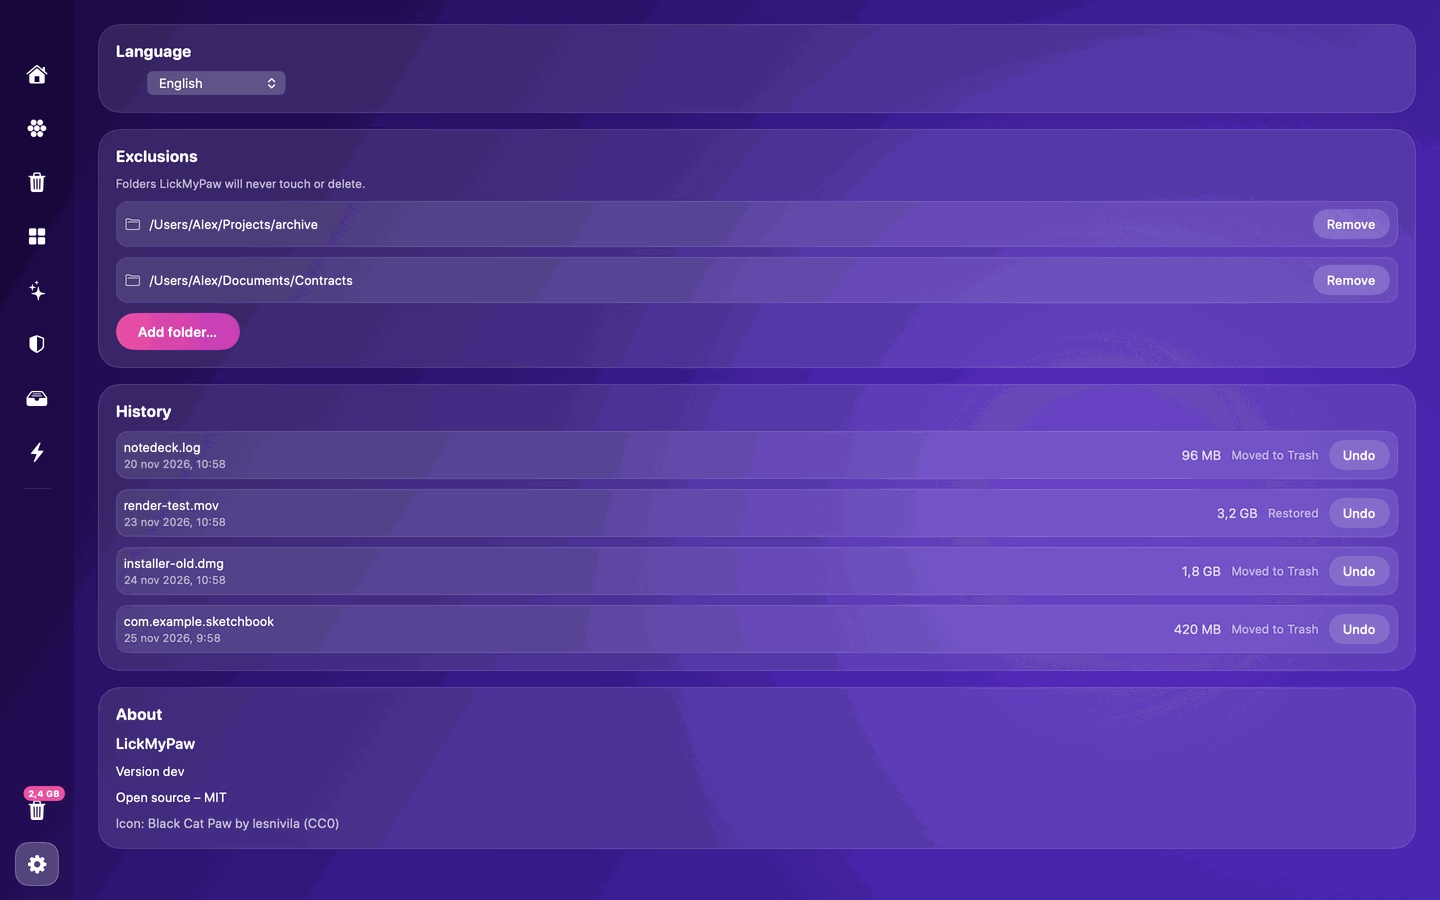 Language
English
Exclusions
Folders LickMyPaw will never touch or delete.
/Users/Alex/Projects/archive
Remove
/Users/Alex/Documents/Contracts
Remove
Add folder...
History
notedeck.log
20 nov 2026, 10:58
96 MB Moved to Trash Undo
render-test.mov
23 nov 2026, 10:58
3,2 GB Restored Undo
installer-old.dmg
24 nov 2026, 10:58
1,8 GB Moved to Trash Undo
com.example.sketchbook
25 nov 2026, 9:58
420 MB Moved to Trash Undo
About
LickMyPaw
Version dev
Open source – MIT
Icon: Black Cat Paw by lesnivila (CC0)
2,4 GB